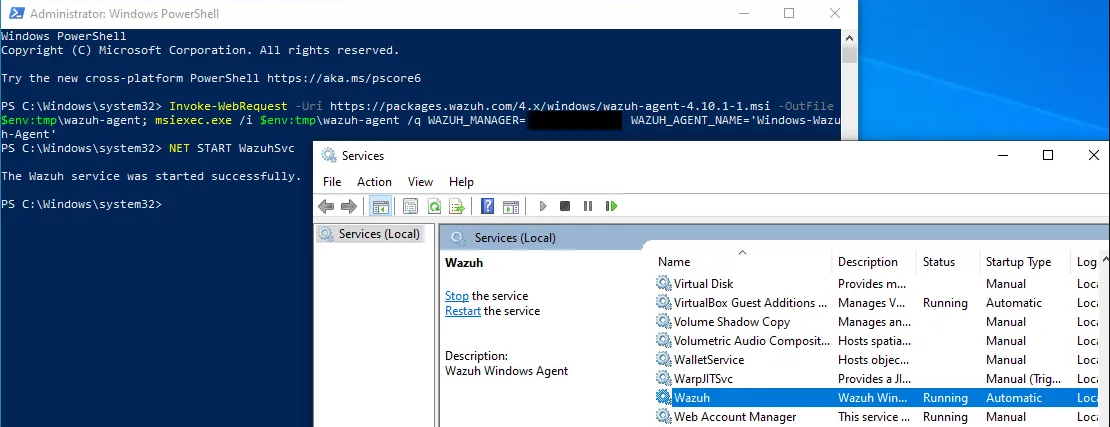 Administrator: Windows PowerShell
Windows PowerShell
Copyright (C) Microsoft Corporation. All rights reserved.
Try the new cross-platform PowerShell https://aka.ms/pscore6
PS C:\Windows\system32> Invoke-WebRequest -Uri https://packages.wazuh.com/4.x/windows/wazuh-agent-4.10.1-1.msi -OutFile
$env:tmp\wazuh-agent; msiexec.exe /i $env:tmp\wazuh-agent /q WAZUH_MANAGER= WAZUH_AGENT_NAME='Windows-Wazu
h-Agent'
PS C:\Windows\system32> NET START WazuhSvc
The Wazuh service was started successfully.
PS C:\Windows\system32>
Services
File Action View Help
Services (Local)
Services (Local)
Wazuh
Stop the service
Restart the service
Description:
Wazuh Windows Agent
Name Description Status Startup Type Log
Virtual Disk Provides m... Manual Loca
VirtualBox Guest Additions ... Manages V... Running Automatic Loca
Volume Shadow Copy Manages an... Manual Loca
Volumetric Audio Composit... Hosts spatia... Manual Loca
WalletService Hosts objec... Manual Loca
WarpJITSvc Provides a JI... Manual (Trig... Loca
Wazuh Wazuh Win... Running Automatic Loca
Web Account Manager This service ... Running Manual Loca